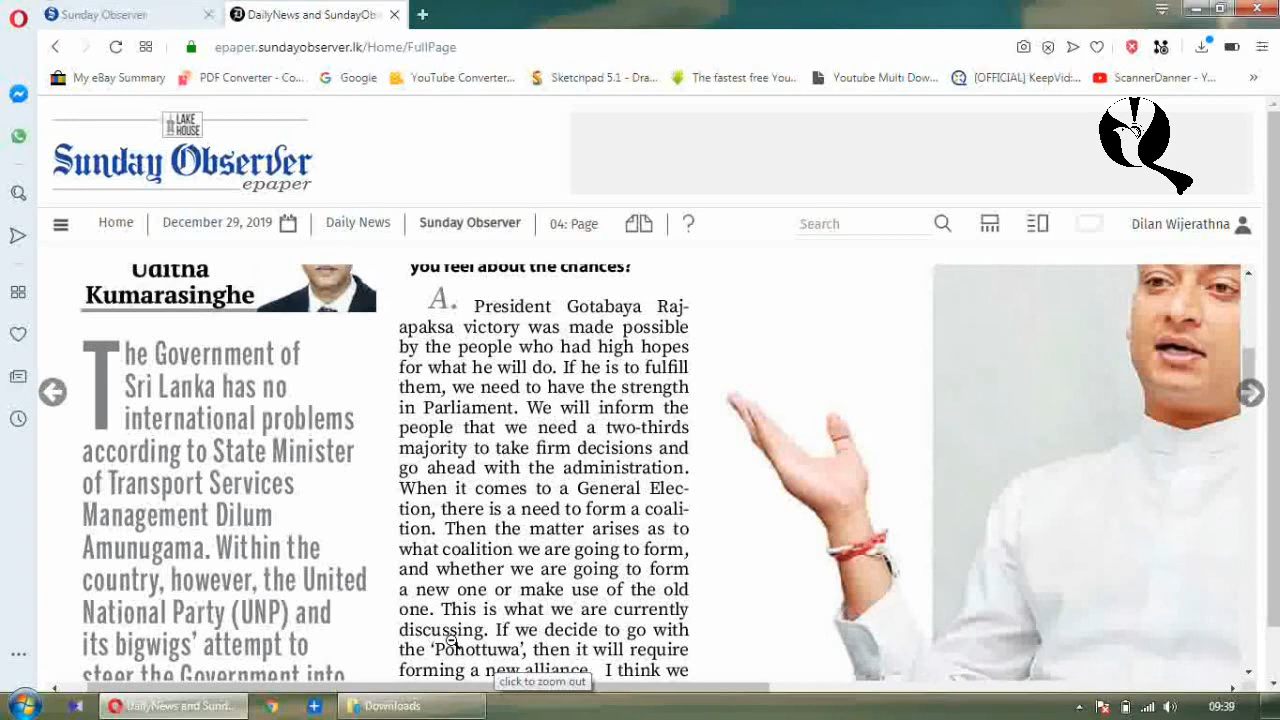 Sunday Observer
DailyNews and SundayOb
epaper.sundayobserver.lk/Home/FullPage
My eBay Summary
PDF Converter - Co...
Google
YouTube Converter...
Sketchpad 5.1 - Dra...
The fastest free You...
Youtube Multi Dow...
[OFFICIAL] KeepVid:...
ScannerDanner - Y...
»
LAKE
HOUSE
Sunday Observer
epaper
Home
December 29, 2019
Daily News
Sunday Observer
04: Page
?
Search
Dilan Wijerathna
Uditha
Kumarasinghe
The Government of
Sri Lanka has no
international problems
according to State Minister
of Transport Services
Management Dilum
Amunugama. Within the
country, however, the United
National Party (UNP) and
its bigwigs’ attempt to
steer the Government into
you feel about the chances?
A. President Gotabaya Raj-
apaksa victory was made possible
by the people who had high hopes
for what he will do. If he is to fulfill
them, we need to have the strength
in Parliament. We will inform the
people that we need a two-thirds
majority to take firm decisions and
go ahead with the administration.
When it comes to a General Elec-
tion, there is a need to form a coali-
tion. Then the matter arises as to
what coalition we are going to form,
and whether we are going to form
a new one or make use of the old
one. This is what we are currently
discussing. If we decide to go with
the ‘Pohottuwa’, then it will require
forming a new alliance. I think we
click to zoom out
DailyNews and Sund...
Downloads
09:39